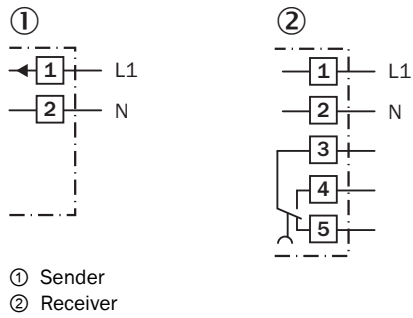 ① ②
1 L1 1 L1
2 N 2 N
3
4
5
① Sender
② Receiver